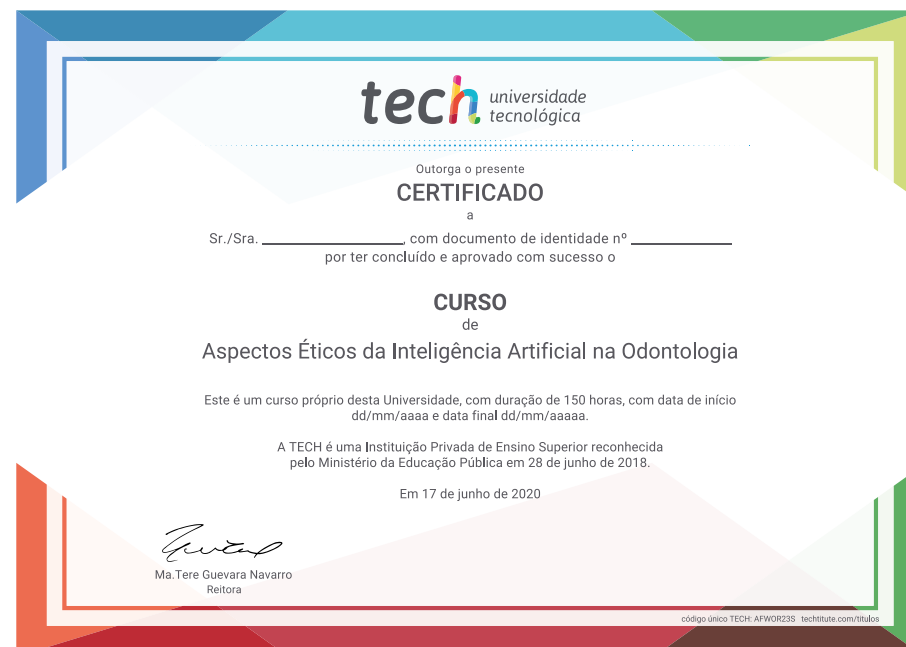 tech universidade
tecnológica
Outorga o presente
CERTIFICADO
a
Sr./Sra. ____________________, com documento de identidade nº ______________
por ter concluído e aprovado com sucesso o
CURSO
de
Aspectos Éticos da Inteligência Artificial na Odontologia
Este é um curso próprio desta Universidade, com duração de 150 horas, com data de início
dd/mm/aaaa e data final dd/mm/aaaaa.
A TECH é uma Instituição Privada de Ensino Superior reconhecida
pelo Ministério da Educação Pública em 28 de junho de 2018.
Em 17 de junho de 2020
Ma.Tere Guevara Navarro
Reitora
código único TECH: AFWOR23S techtitute.com/titulos